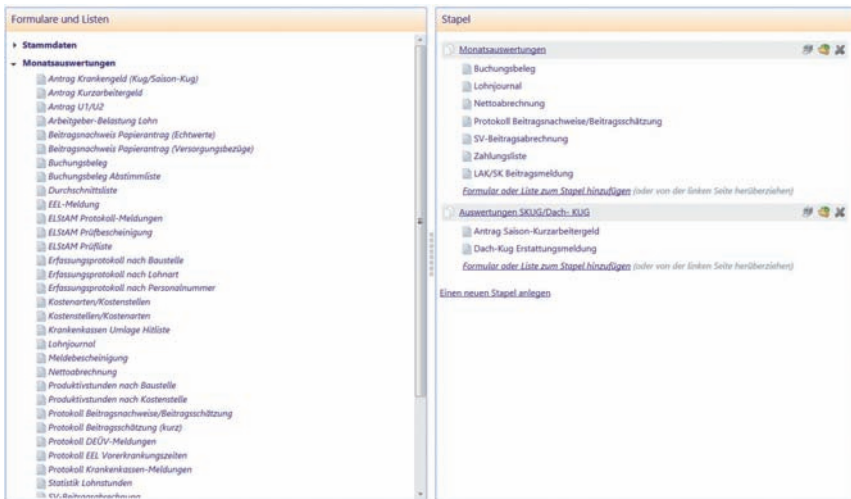 Formulare und Listen
Stammdaten
Monatsauswertungen
Antrag Krankengeld (Kug/Saison-Kug)
Antrag Kurzarbeitergeld
Antrag U1/U2
Arbeitgeber-Belastung Lohn
Beitragsnachweis Papierantrag (Echtwerte)
Beitragsnachweis Papierantrag (Versorgungsbezüge)
Buchungsbeleg
Buchungsbeleg Abstimmliste
Durchschnittsliste
EEL-Meldung
ELStAM Protokoll-Meldungen
ELStAM Prüfbescheinigung
ELStAM Prüfliste
Erfassungsprotokoll nach Baustelle
Erfassungsprotokoll nach Lohnart
Erfassungsprotokoll nach Personalnummer
Kostenarten/Kostenstellen
Kostenstellen/Kostenarten
Krankenkassen Umlage Hitliste
Lohnjournal
Meldebescheinigung
Nettoabrechnung
Produktivstunden nach Baustelle
Produktivstunden nach Kostenstelle
Protokoll Beitragsnachweise/Beitragsschätzung
Protokoll Beitragsschätzung (kurz)
Protokoll DEÜV-Meldungen
Protokoll EEL Vorerkrankungszeiten
Protokoll Krankenkassen-Meldungen
Statistik Lohnstunden
SV-Beitragsabrechnung
Stapel
Monatsauswertungen
Buchungsbeleg
Lohnjournal
Nettoabrechnung
Protokoll Beitragsnachweise/Beitragsschätzung
SV-Beitragsabrechnung
Zahlungsliste
LAK/SK Beitragsmeldung
Formular oder Liste zum Stapel hinzufügen (oder von der linken Seite herüberziehen)
Auswertungen SKUG/Dach- KUG
Antrag Saison-Kurzarbeitergeld
Dach-Kug Erstattungsmeldung
Formular oder Liste zum Stapel hinzufügen (oder von der linken Seite herüberziehen)
Einen neuen Stapel anlegen